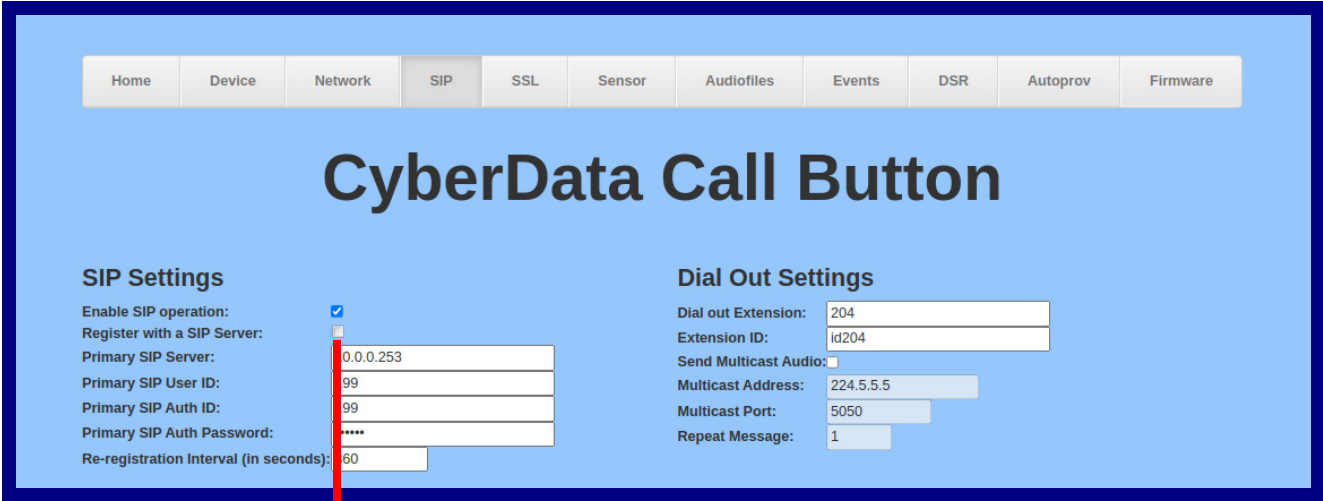 Home Device Network SIP SSL Sensor Audiofiles Events DSR Autoprov Firmware
CyberData Call Button
SIP Settings
Enable SIP operation:
Register with a SIP Server:
Primary SIP Server: 0.0.0.253
Primary SIP User ID: 99
Primary SIP Auth ID: 99
Primary SIP Auth Password: •••••
Re-registration Interval (in seconds): 60
Dial Out Settings
Dial out Extension: 204
Extension ID: id204
Send Multicast Audio:
Multicast Address: 224.5.5.5
Multicast Port: 5050
Repeat Message: 1